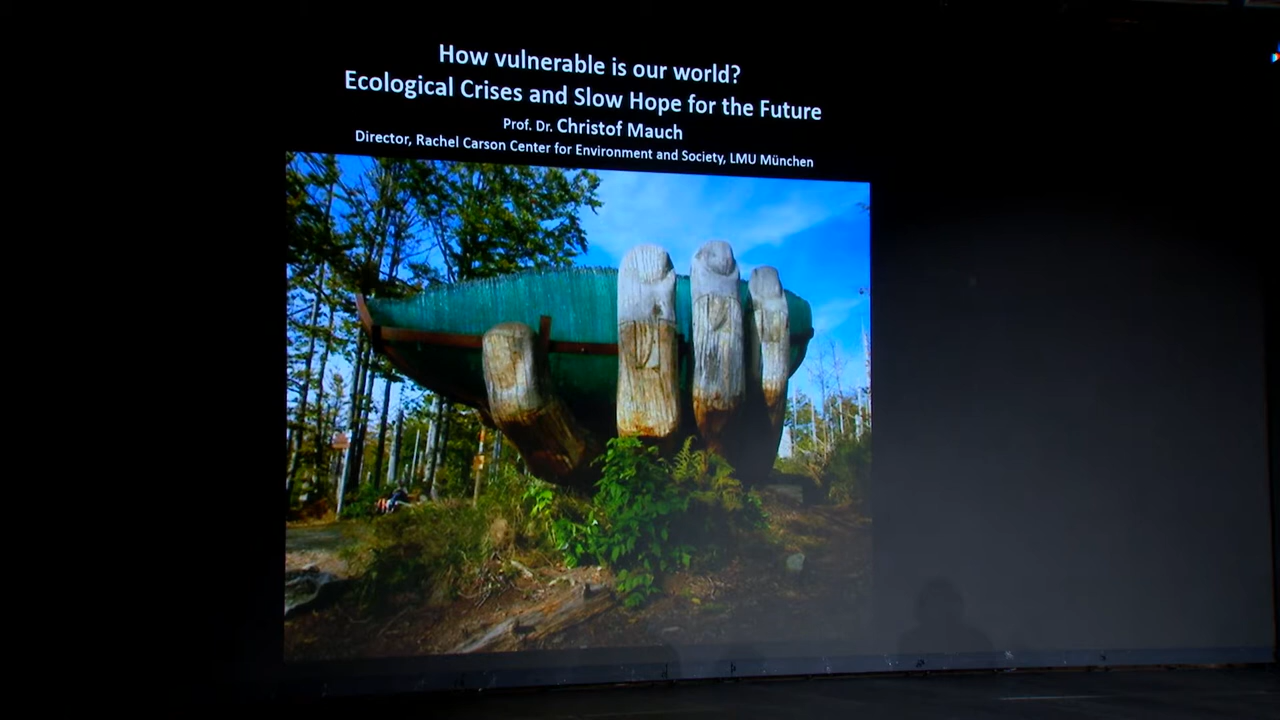 How vulnerable is our world?
Ecological Crises and Slow Hope for the Future
Prof. Dr. Christof Mauch
Director, Rachel Carson Center for Environment and Society, LMU München